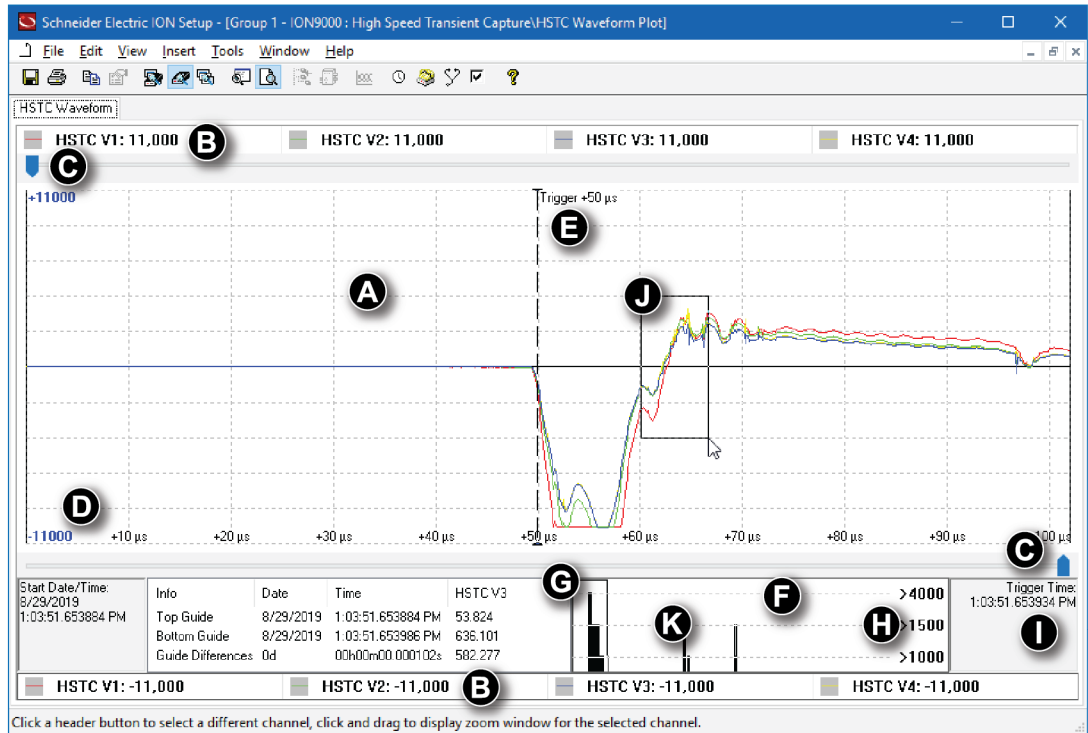 Schneider Electric ION Setup - [Group 1 - ION9000 : High Speed Transient Capture\HSTC Waveform Plot]
File Edit View Insert Tools Window Help
HSTC Waveform
HSTC V1: 11,000 B HSTC V2: 11,000 HSTC V3: 11,000 HSTC V4: 11,000
C
+11000 Trigger +50 µs
E
A J
D
-11000 +10 µs +20 µs +30 µs +40 µs +50 µs +60 µs +70 µs +80 µs +90 µs 100 µs
C
Start Date/Time:
8/29/2019
1:03:51.653884 PM
Info Date Time HSTC V3
Top Guide 8/29/2019 1:03:51.653884 PM 53.824
Bottom Guide 8/29/2019 1:03:51.653986 PM 636.101
Guide Differences 0d 00h00m00.000102s 582.277
G F >4000
K H >1500
>1000
Trigger Time:
1:03:51.653934 PM
I
HSTC V1: -11,000 HSTC V2: -11,000 B HSTC V3: -11,000 HSTC V4: -11,000
Click a header button to select a different channel, click and drag to display zoom window for the selected channel.